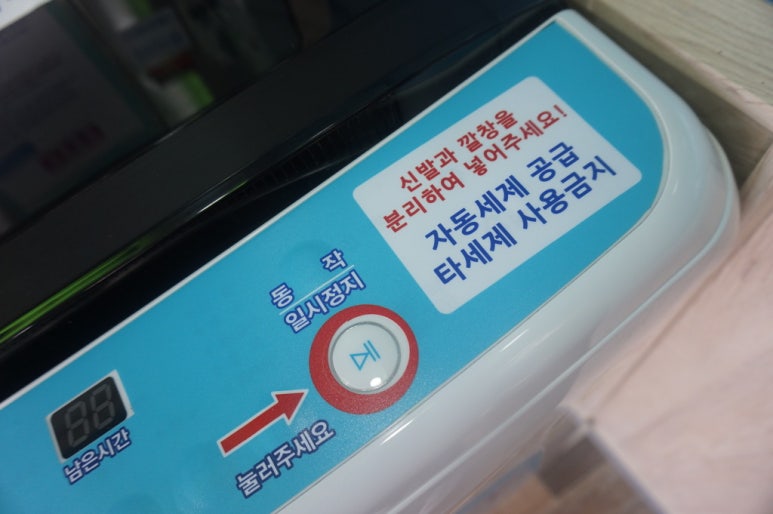 신발과 깔창을
분리하여 넣어주세요!
자동세제 공급
타세제 사용금지
동 작
일시정지
눌러주세요
남은시간